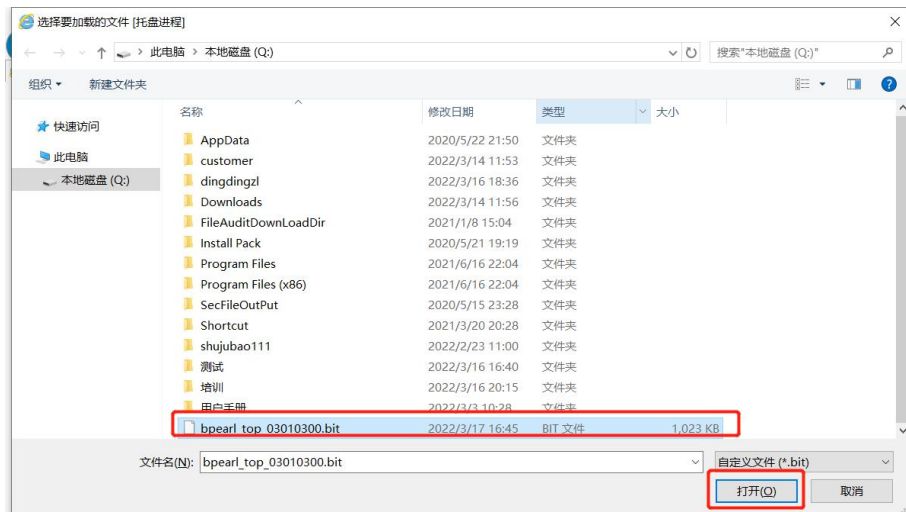 选择要加载的文件 [托盘进程]
此电脑 › 本地磁盘 (Q:)
搜索"本地磁盘 (Q:)"
组织 新建文件夹
名称 修改日期 类型 大小
快速访问
此电脑
本地磁盘 (Q:)
AppData 2020/5/22 21:50 文件夹
customer 2022/3/14 11:53 文件夹
dingdingzl 2022/3/16 18:36 文件夹
Downloads 2022/3/14 11:56 文件夹
FileAuditDownLoadDir 2021/1/8 15:04 文件夹
Install Pack 2020/5/21 19:19 文件夹
Program Files 2021/6/16 22:04 文件夹
Program Files (x86) 2021/6/16 22:04 文件夹
SecFileOutPut 2020/5/15 23:28 文件夹
Shortcut 2021/3/20 20:28 文件夹
shujubao111 2022/2/23 11:00 文件夹
测试 2022/3/16 16:40 文件夹
培训 2022/3/16 20:15 文件夹
用户手册 2022/3/3 10:28 文件夹
bpearl_top_03010300.bit 2022/3/17 16:45 BIT 文件 1,023 KB
文件名(N): bpearl_top_03010300.bit 自定义文件 (*.bit)
打开(O) 取消